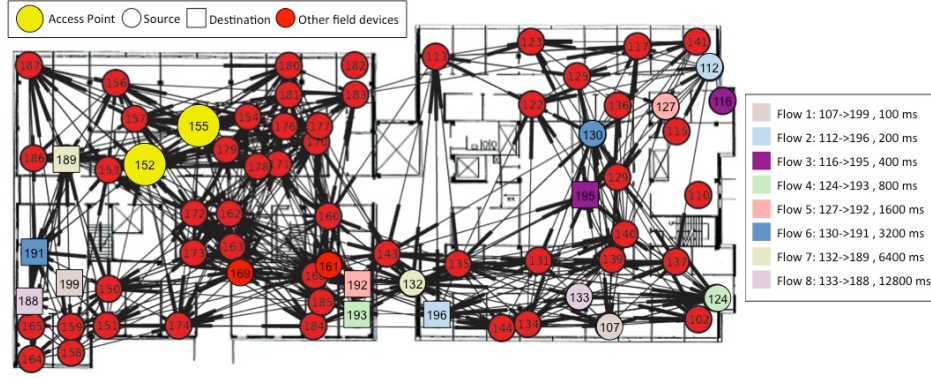 Access Point Source Destination Other field devices
187 180 182 113 123 117 141
156 181 183 125 112
157 155 154 176 177 122 136 127 116
179 170 130 115
186 189 153 152 178 171 129
195 110
172 162 160 140
191 173 163 143
169 161 135 131 139 137
188 199 150 192 132 133 124
185 193 196
165 159 151 174 184 144 134 107 102
164 158
Flow 1: 107->199 , 100 ms
Flow 2: 112->196 , 200 ms
Flow 3: 116->195 , 400 ms
Flow 4: 124->193 , 800 ms
Flow 5: 127->192 , 1600 ms
Flow 6: 130->191 , 3200 ms
Flow 7: 132->189 , 6400 ms
Flow 8: 133->188 , 12800 ms